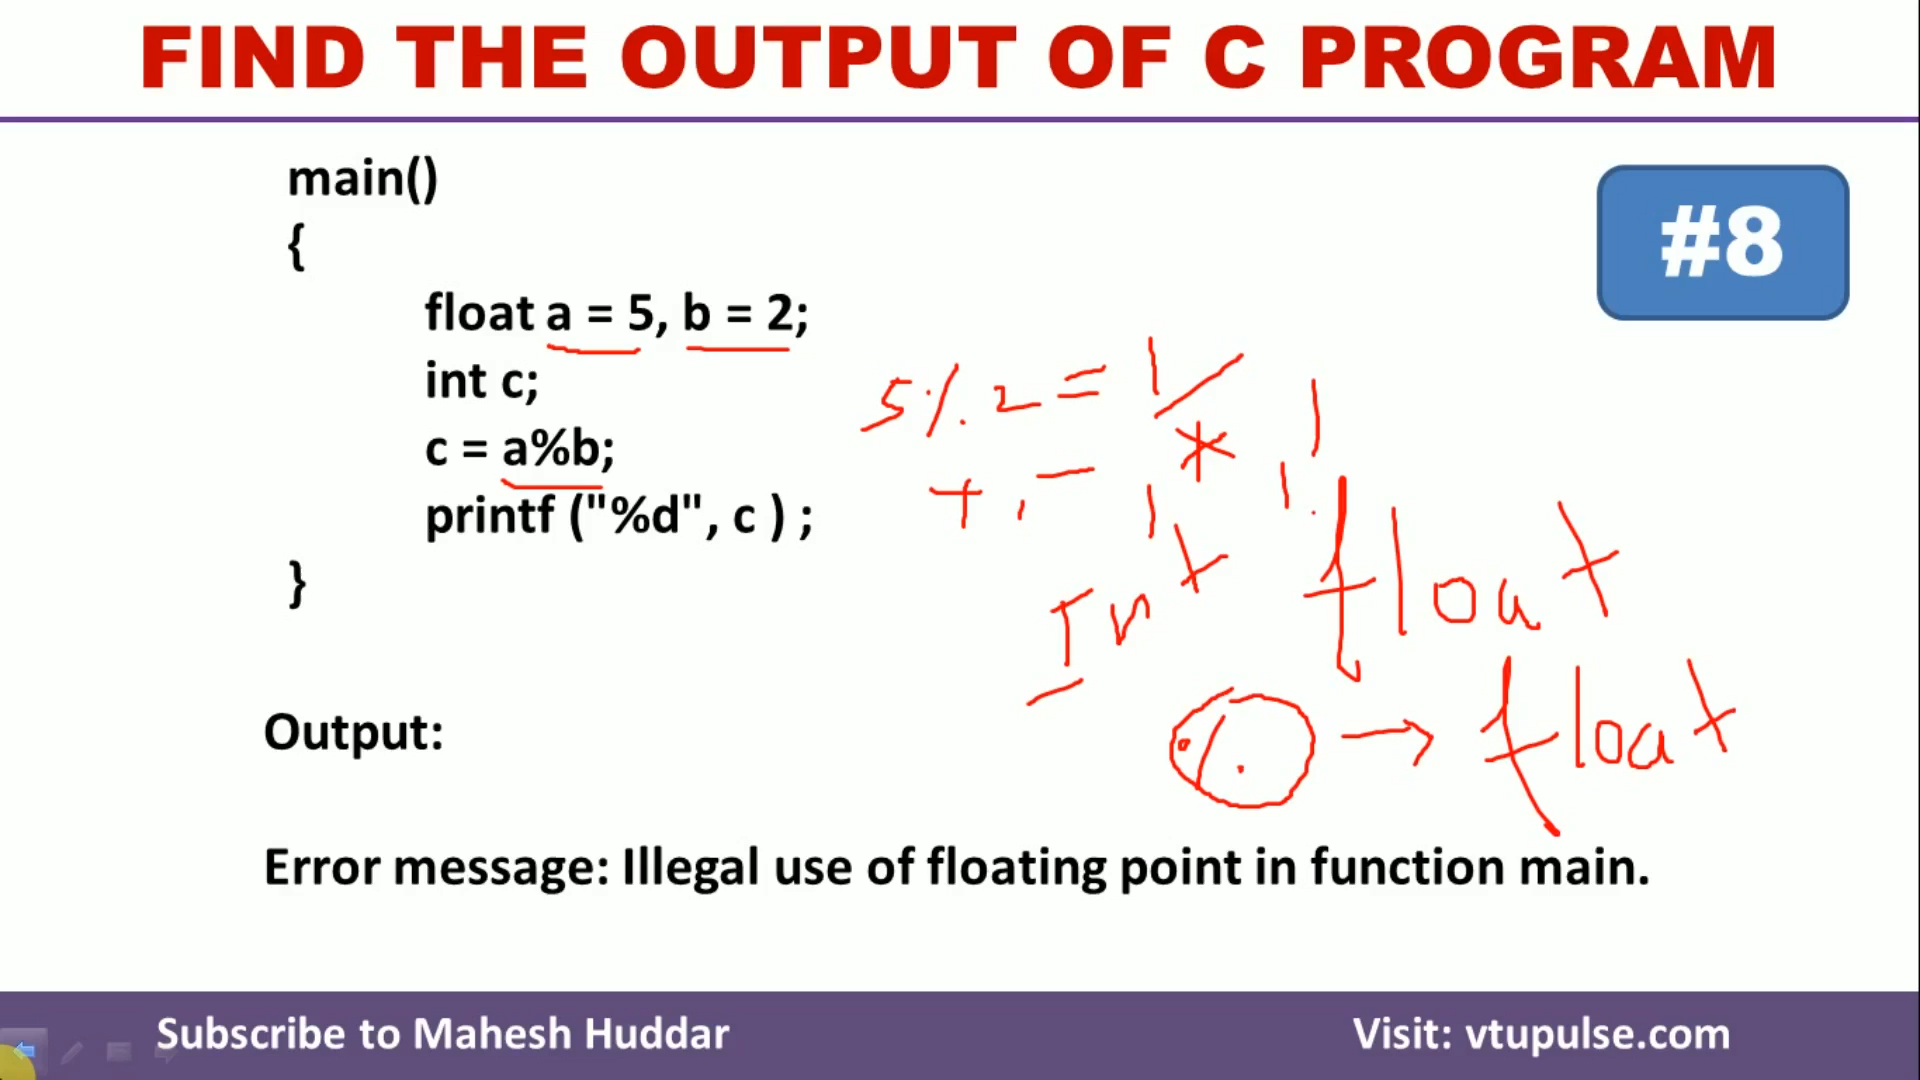 FIND THE OUTPUT OF C PROGRAM
#8
main()
{
float a = 5, b = 2;
int c;
c = a%b;
printf ("%d", c ) ;
}
5 % 2 = 1
+ , - , * , /
Int float
% → float
Output:
Error message: Illegal use of floating point in function main.
Subscribe to Mahesh Huddar
Visit: vtupulse.com